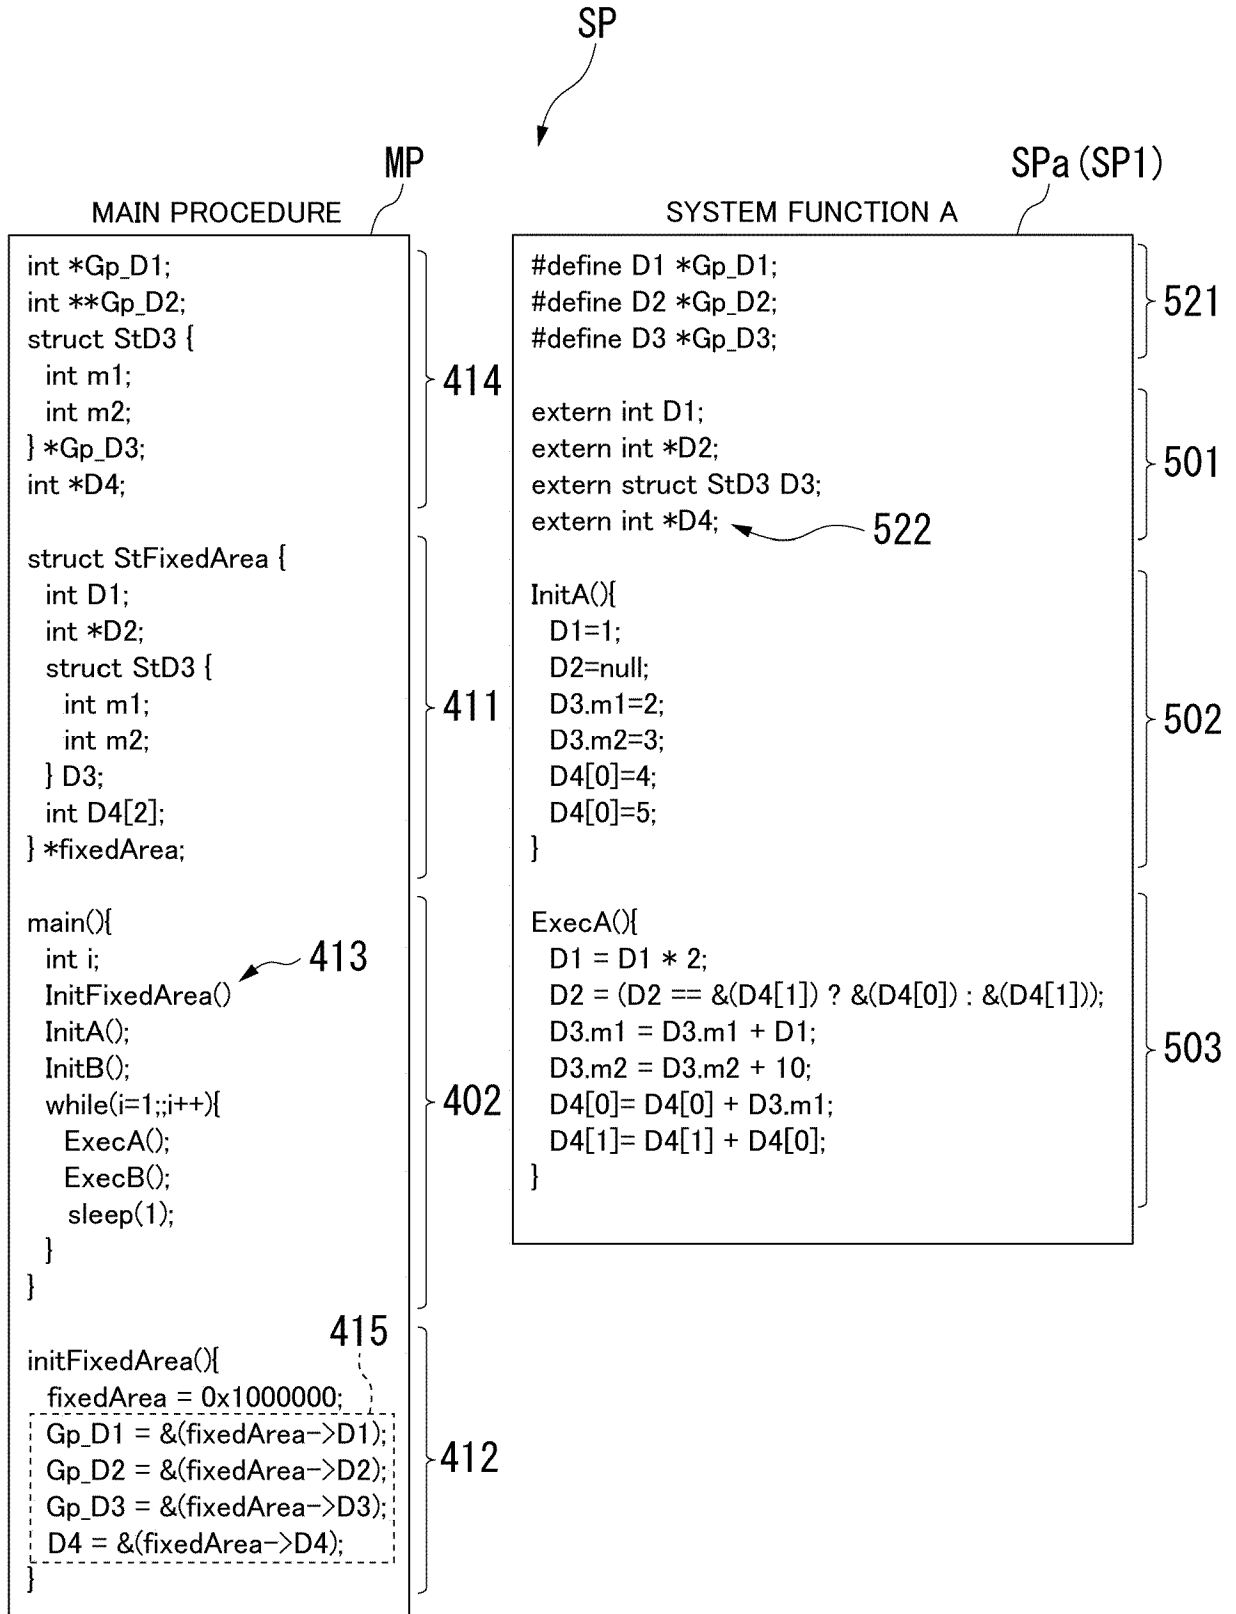 SP
MP
MAIN PROCEDURE
int *Gp_D1;
int **Gp_D2;
struct StD3 {
int m1;
int m2;
} *Gp_D3;
int *D4;
414
struct StFixedArea {
int D1;
int *D2;
struct StD3 {
int m1;
int m2;
} D3;
int D4[2];
} *fixedArea;
411
main(){
int i;
413
InitFixedArea()
InitA();
InitB();
while(i=1;;i++){
ExecA();
ExecB();
sleep(1);
}
}
402
415
initFixedArea(){
fixedArea = 0x1000000;
Gp_D1 = &(fixedArea->D1);
Gp_D2 = &(fixedArea->D2);
Gp_D3 = &(fixedArea->D3);
D4 = &(fixedArea->D4);
}
412
SPa (SP1)
SYSTEM FUNCTION A
#define D1 *Gp_D1;
#define D2 *Gp_D2;
#define D3 *Gp_D3;
521
extern int D1;
extern int *D2;
extern struct StD3 D3;
extern int *D4;
522
501
InitA(){
D1=1;
D2=null;
D3.m1=2;
D3.m2=3;
D4[0]=4;
D4[0]=5;
}
502
ExecA(){
D1 = D1 * 2;
D2 = (D2 == &(D4[1]) ? &(D4[0]) : &(D4[1]));
D3.m1 = D3.m1 + D1;
D3.m2 = D3.m2 + 10;
D4[0]= D4[0] + D3.m1;
D4[1]= D4[1] + D4[0];
}
503